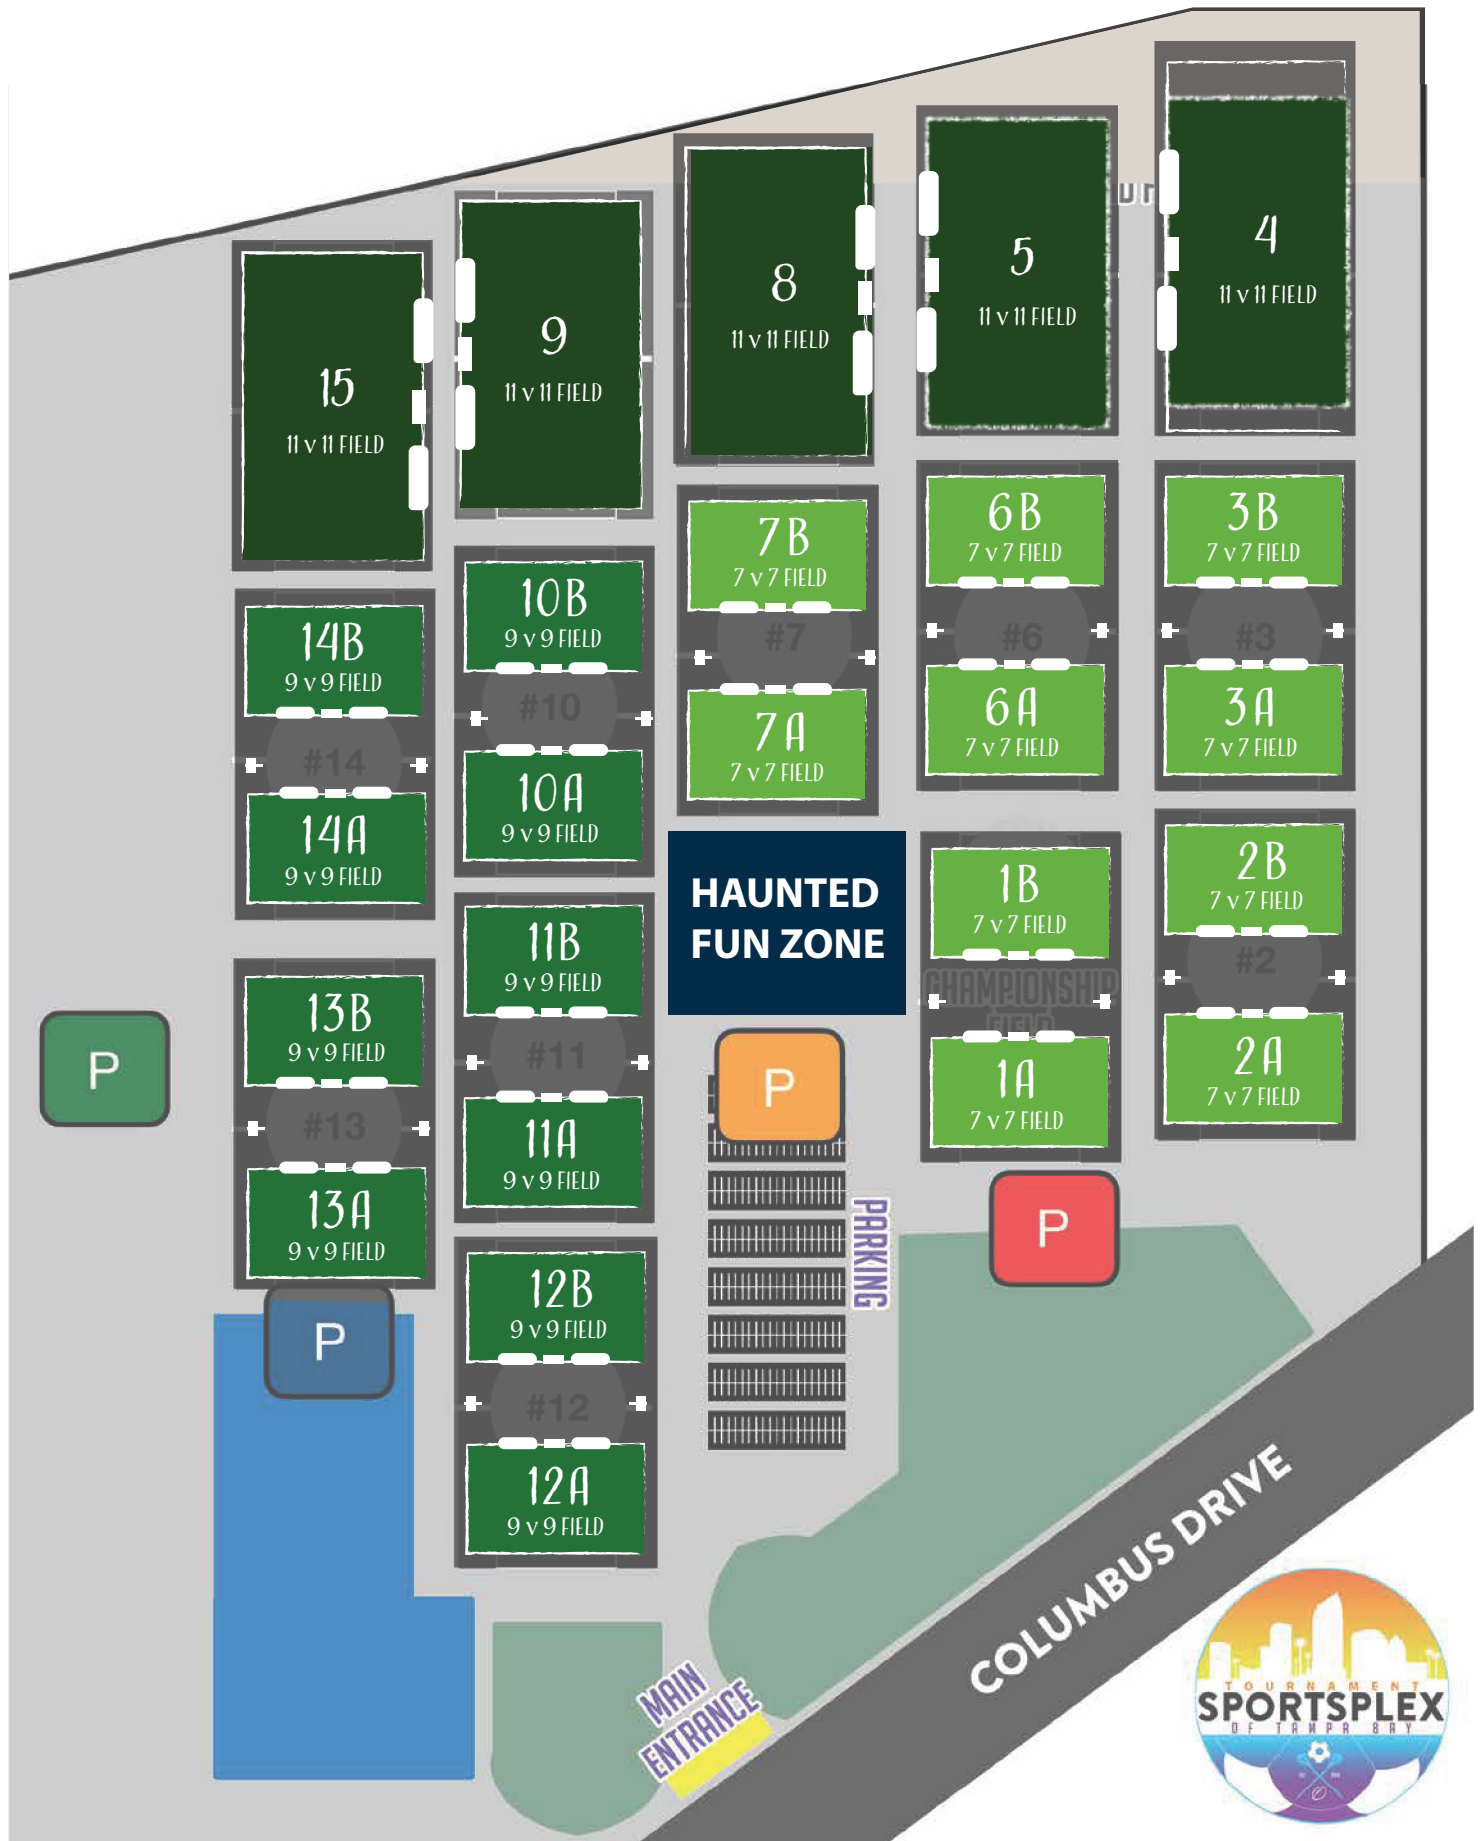 4
11 v 11 FIELD
5
11 v 11 FIELD
8
11 v 11 FIELD
9
11 v 11 FIELD
15
11 v 11 FIELD
3B
7 v 7 FIELD
#3
3A
7 v 7 FIELD
6B
7 v 7 FIELD
#6
6A
7 v 7 FIELD
7B
7 v 7 FIELD
#7
7A
7 v 7 FIELD
10B
9 v 9 FIELD
#10
10A
9 v 9 FIELD
14B
9 v 9 FIELD
#14
14A
9 v 9 FIELD
HAUNTED
FUN ZONE
1B
7 v 7 FIELD
CHAMPIONSHIP
FIELD
1A
7 v 7 FIELD
2B
7 v 7 FIELD
#2
2A
7 v 7 FIELD
11B
9 v 9 FIELD
#11
11A
9 v 9 FIELD
13B
9 v 9 FIELD
#13
13A
9 v 9 FIELD
P
P
P
P
PARKING
12B
9 v 9 FIELD
#12
12A
9 v 9 FIELD
COLUMBUS DRIVE
MAIN
ENTRANCE
TOURNAMENT
SPORTSPLEX
OF TAMPA BAY